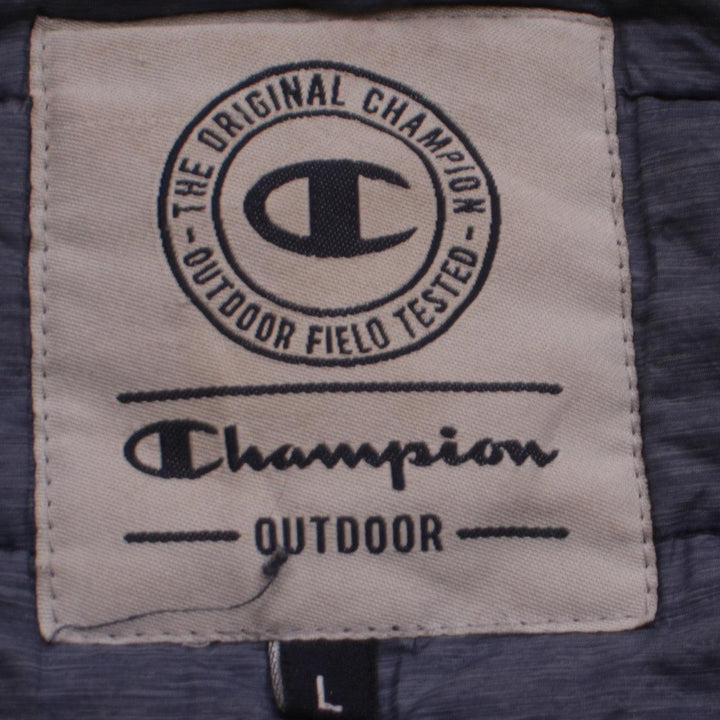 THE ORIGINAL CHAMPION
- OUTDOOR FIELD TESTED -
Champion
OUTDOOR
L